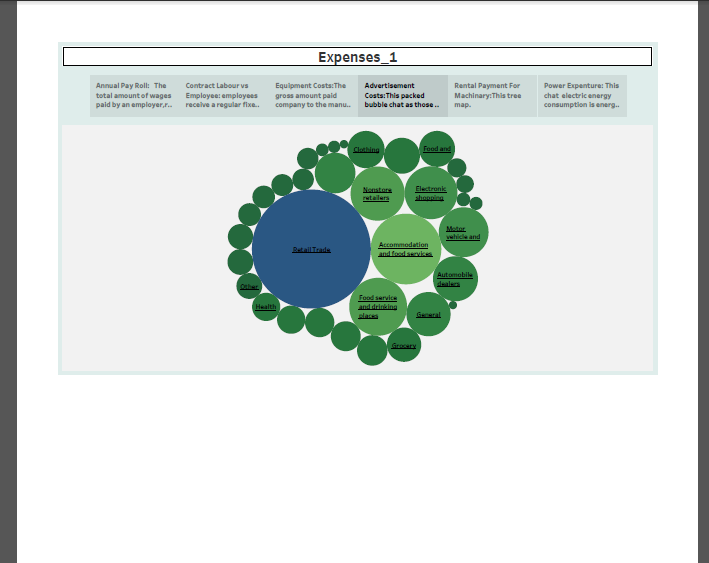 Expenses_1
Annual Pay Roll: The
total amount of wages
paid by an employer,r..
Contract Labour vs
Employee: employees
receive a regular fixe..
Equipment Costs:The
gross amount paid
company to the manu..
Advertisement
Costs:This packed
bubble chat as those ..
Rental Payment For
Machinary:This tree
map.
Power Expenture: This
chat electric energy
consumption is energ..
Clothing
Food and
Nonstore
retailers
Electronic
shopping
Motor
vehicle and
Retail Trade
Accommodation
and food services
Automobile
dealers
Other
Health
Food service
and drinking
places
General
Grocery